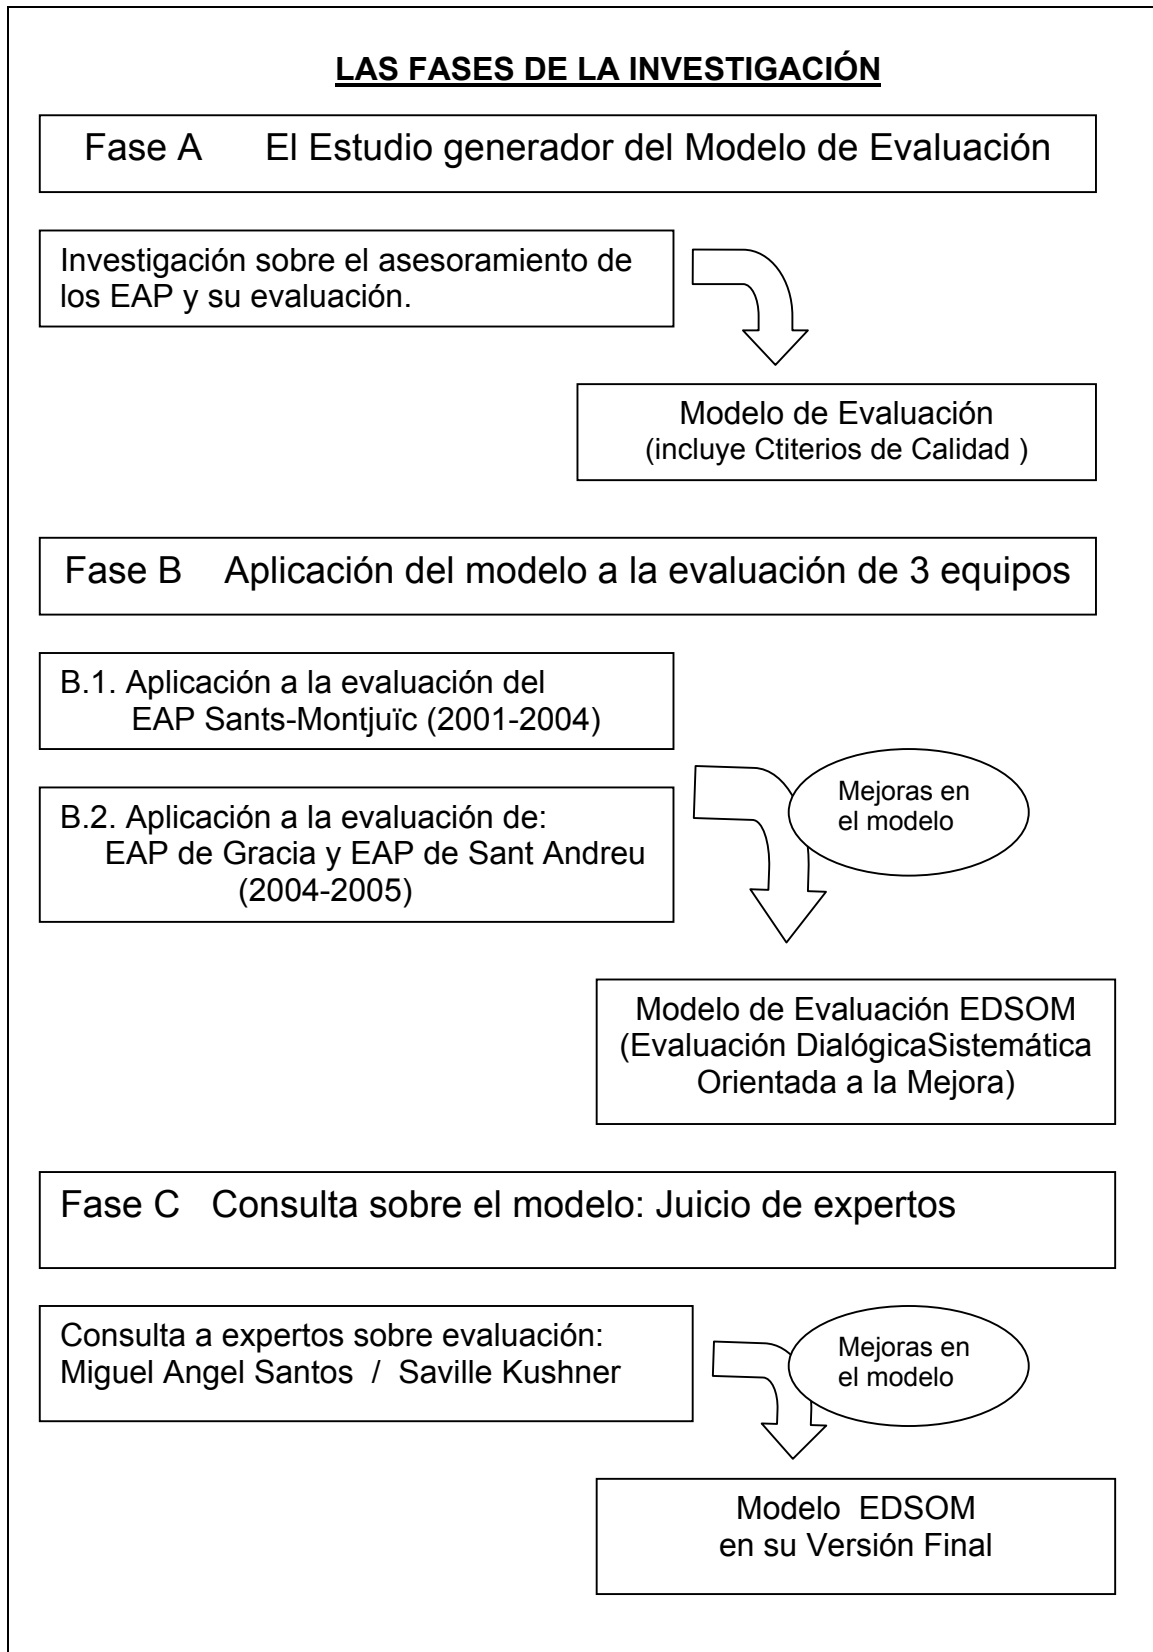 LAS FASES DE LA INVESTIGACIÓN
Fase A El Estudio generador del Modelo de Evaluación
Investigación sobre el asesoramiento de
los EAP y su evaluación.
Modelo de Evaluación
(incluye Ctiterios de Calidad )
Fase B Aplicación del modelo a la evaluación de 3 equipos
B.1. Aplicación a la evaluación del
EAP Sants-Montjuïc (2001-2004)
Mejoras en
el modelo
B.2. Aplicación a la evaluación de:
EAP de Gracia y EAP de Sant Andreu
(2004-2005)
Modelo de Evaluación EDSOM
(Evaluación DialógicaSistemática
Orientada a la Mejora)
Fase C Consulta sobre el modelo: Juicio de expertos
Consulta a expertos sobre evaluación:
Miguel Angel Santos / Saville Kushner
Mejoras en
el modelo
Modelo EDSOM
en su Versión Final